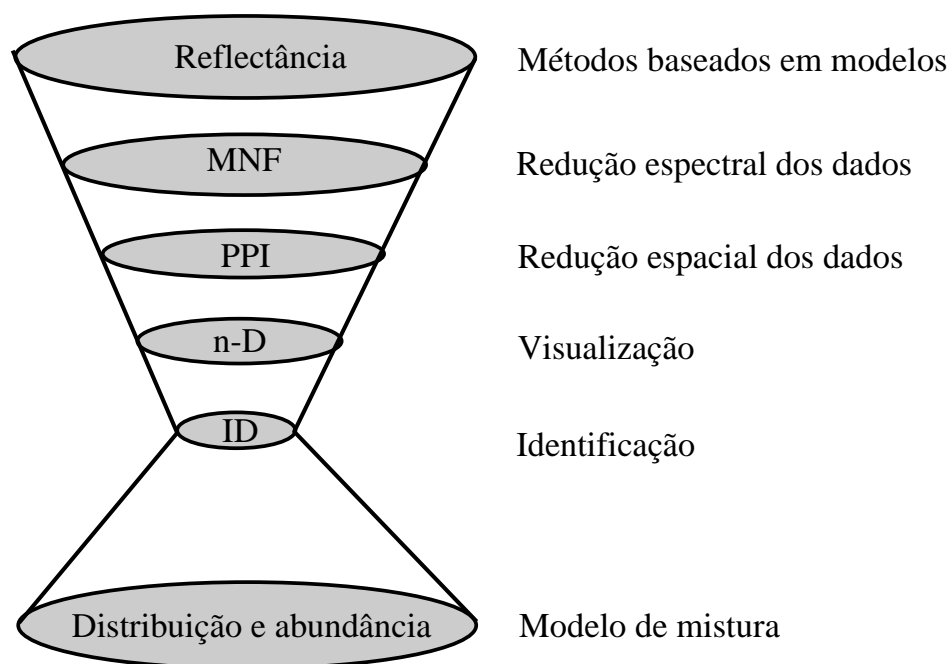 Reflectância Métodos baseados em modelos
MNF Redução espectral dos dados
PPI Redução espacial dos dados
n-D Visualização
ID Identificação
Distribuição e abundância Modelo de mistura